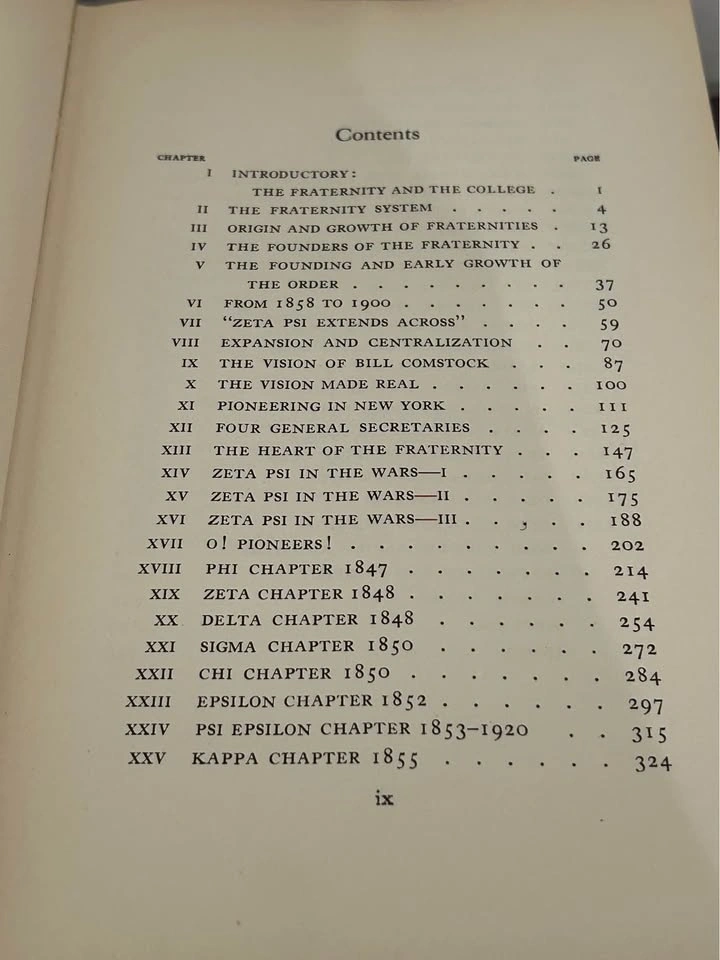 Contents
CHAPTER PAGE
I INTRODUCTORY:
THE FRATERNITY AND THE COLLEGE . 1
II THE FRATERNITY SYSTEM . . . . . 4
III ORIGIN AND GROWTH OF FRATERNITIES . . 13
IV THE FOUNDERS OF THE FRATERNITY . . 26
V THE FOUNDING AND EARLY GROWTH OF
THE ORDER . . . . . . . . . 37
VI FROM 1858 TO 1900 . . . . . . . 50
VII "ZETA PSI EXTENDS ACROSS" . . . . 59
VIII EXPANSION AND CENTRALIZATION . . 70
IX THE VISION OF BILL COMSTOCK . . . 87
X THE VISION MADE REAL . . . . . . 100
XI PIONEERING IN NEW YORK . . . . . 111
XII FOUR GENERAL SECRETARIES . . . . 125
XIII THE HEART OF THE FRATERNITY . . . 147
XIV ZETA PSI IN THE WARS—I . . . . . 165
XV ZETA PSI IN THE WARS—II . . . . 175
XVI ZETA PSI IN THE WARS—III . . . . 188
XVII O! PIONEERS! . . . . . . . . . 202
XVIII PHI CHAPTER 1847 . . . . . . . 214
XIX ZETA CHAPTER 1848 . . . . . . . 241
XX DELTA CHAPTER 1848 . . . . . . 254
XXI SIGMA CHAPTER 1850 . . . . . . 272
XXII CHI CHAPTER 1850 . . . . . . . 284
XXIII EPSILON CHAPTER 1852 . . . . . . 297
XXIV PSI EPSILON CHAPTER 1853–1920 . . 315
XXV KAPPA CHAPTER 1855 . . . . . . 324
ix